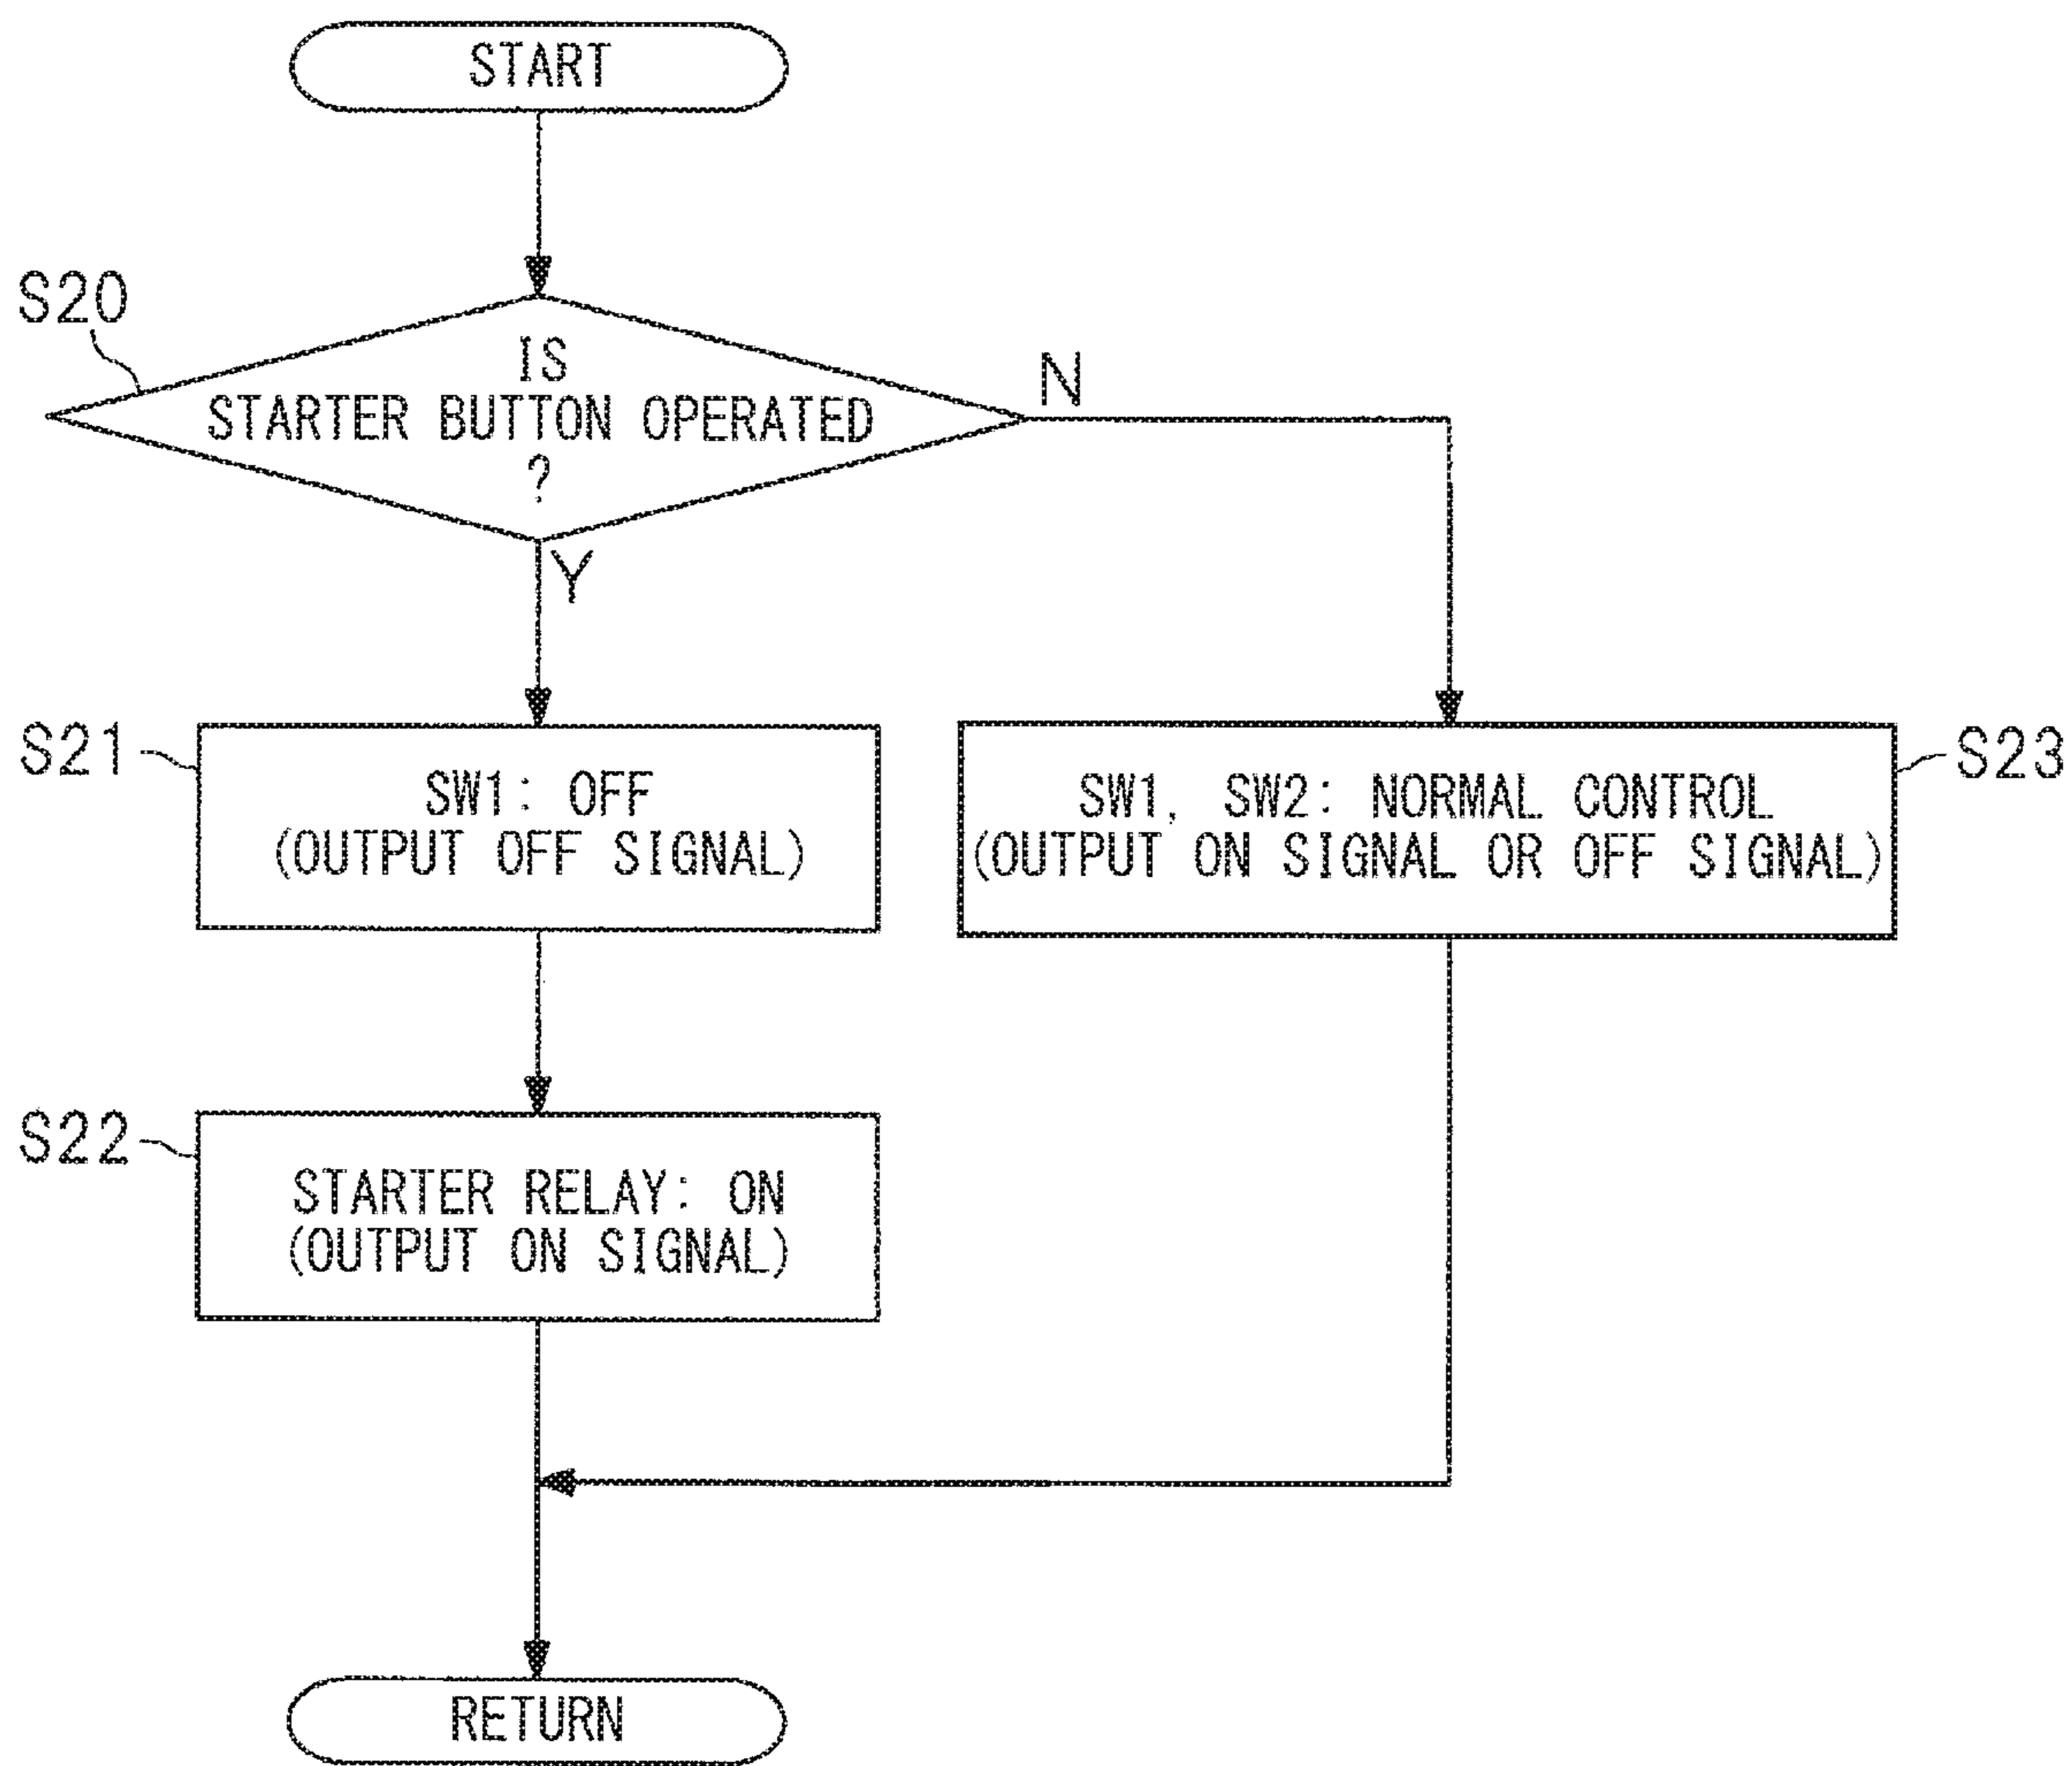 START
S20
IS
STARTER BUTTON OPERATED
?
N
Y
S21
SW1: OFF
(OUTPUT OFF SIGNAL)
SW1, SW2: NORMAL CONTROL
(OUTPUT ON SIGNAL OR OFF SIGNAL)
S23
S22
STARTER RELAY: ON
(OUTPUT ON SIGNAL)
RETURN